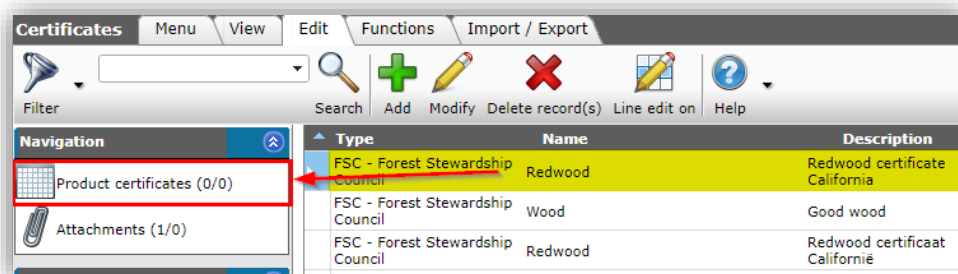 Certificates Menu View Edit Functions Import / Export
Filter Search Add Modify Delete record(s) Line edit on Help
Navigation
Product certificates (0/0)
Attachments (1/0)
Type Name Description
FSC - Forest Stewardship
Council
Redwood
Redwood certificate
California
FSC - Forest Stewardship
Council
Wood
Good wood
FSC - Forest Stewardship
Council
Redwood
Redwood certificaat
Californië